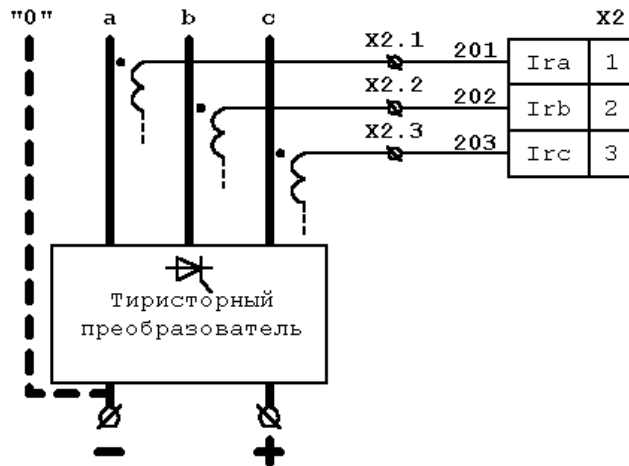 "0" a b c X2
X2.1 201 Ira 1
X2.2 202 Irb 2
X2.3 203 Irc 3
Тиристорный
преобразователь
- +